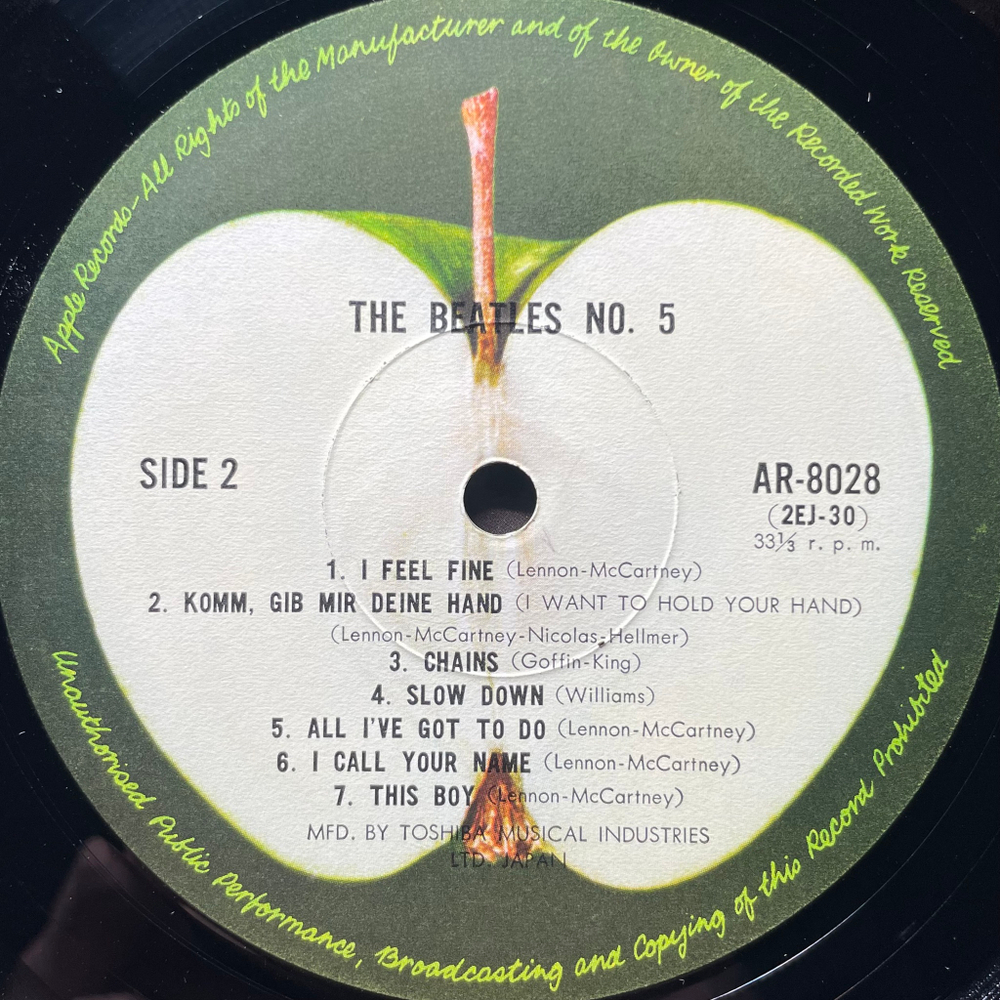 Apple Records–All Rights of the Manufacturer and of the Owner of the Recorded Work Reserved
THE BEATLES NO. 5
SIDE 2
AR-8028
(2EJ-30)
33⅓ r. p. m.
1. I FEEL FINE (Lennon-McCartney)
2. KOMM, GIB MIR DEINE HAND (I WANT TO HOLD YOUR HAND)
(Lennon-McCartney-Nicolas-Hellmer)
3. CHAINS (Goffin-King)
4. SLOW DOWN (Williams)
5. ALL I'VE GOT TO DO (Lennon-McCartney)
6. I CALL YOUR NAME (Lennon-McCartney)
7. THIS BOY (Lennon-McCartney)
MFD. BY TOSHIBA MUSICAL INDUSTRIES
LTD. JAPAN
Unauthorised Public Performance, Broadcasting and Copying of this Record Prohibited